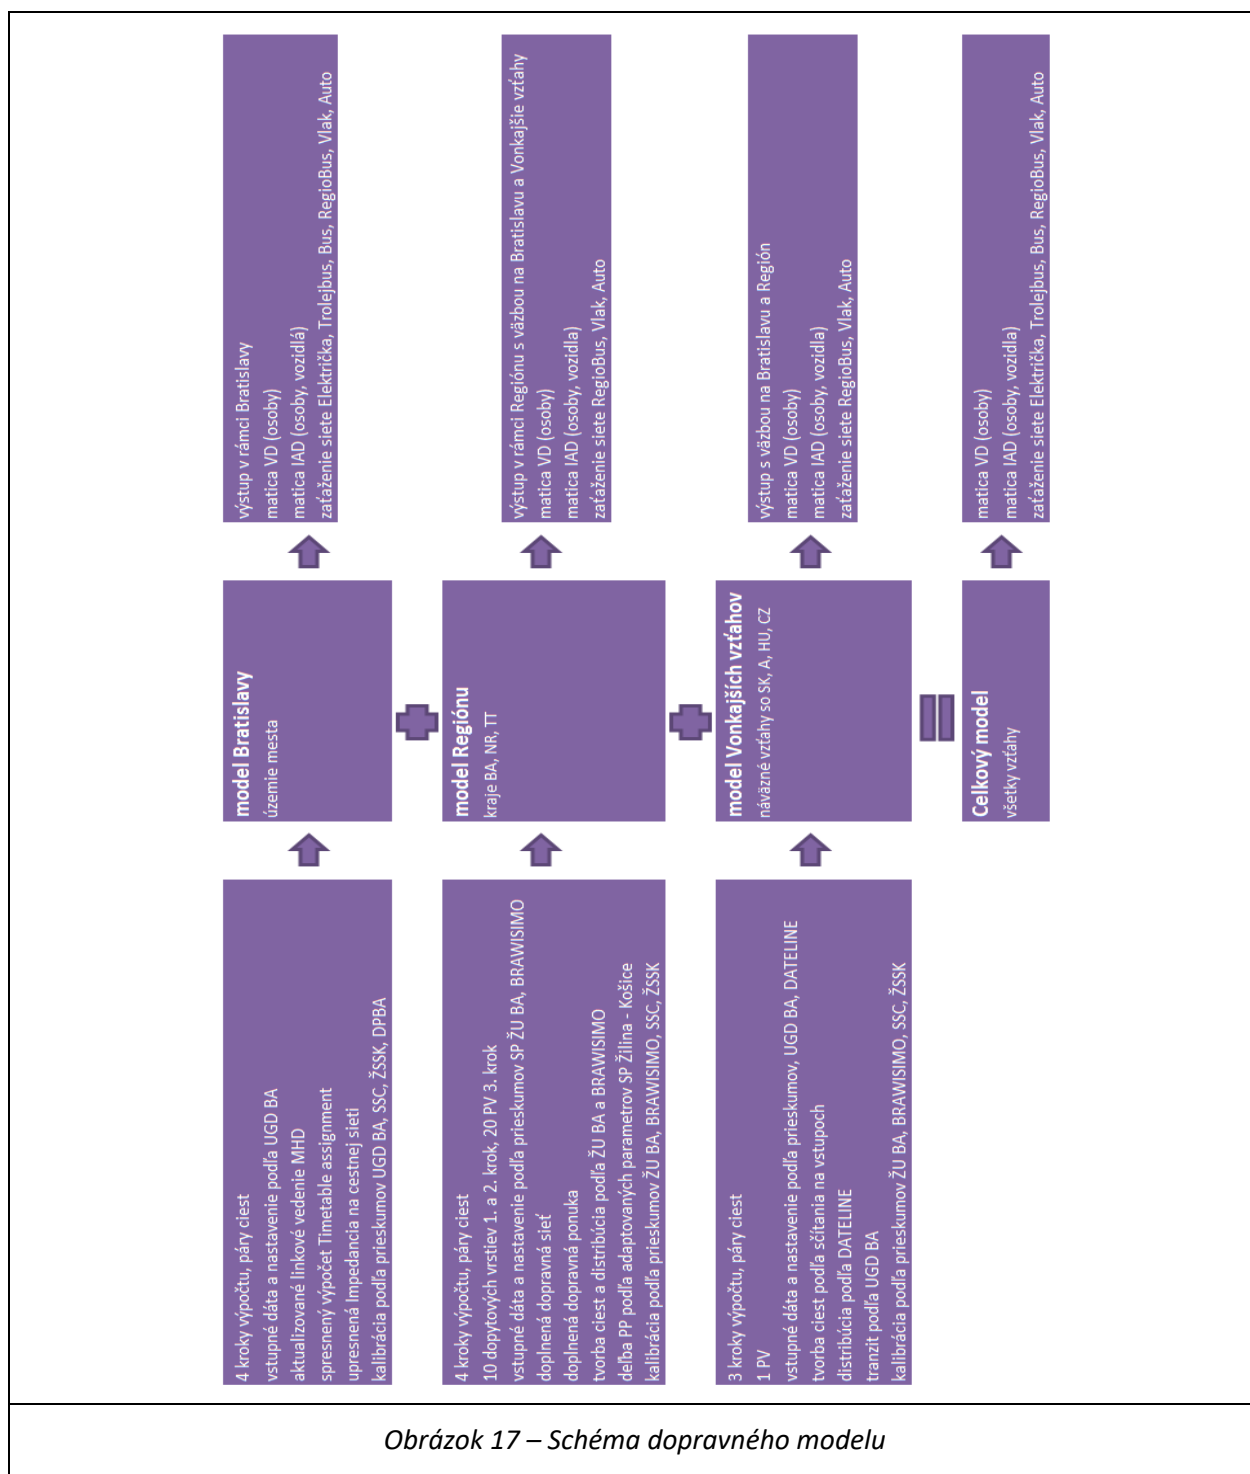 4 kroky výpočtu, páry ciest
vstupné dáta a nastavenie podľa UGD BA
aktualizované linkové vedenie MHD
spresnený výpočet Timetable assignment
upresnená Impedancia na cestnej sieti
kalibrácia podľa prieskumov UGD BA, SSC, ŽSSK, DPBA
model Bratislavy
územie mesta
výstup v rámci Bratislavy
matica VD (osoby)
matica IAD (osoby, vozidlá)
zaťaženie siete Električka, Trolejbus, Bus, RegioBus, Vlak, Auto
4 kroky výpočtu, páry ciest
10 dopytových vrstiev 1. a 2. krok, 20 PV 3. krok
vstupné dáta a nastavenie podľa prieskumov SP ŽU BA, BRAWISIMO
doplnená dopravná sieť
doplnená dopravná ponuka
tvorba ciest a distribúcia podľa ŽU BA a BRAWISIMO
deľba PP podľa adaptovaných parametrov SP Žilina - Košice
kalibrácia podľa prieskumu ŽU BA, BRAWISIMO, SSC, ŽSSK
model Regiónu
kraje BA, NR, TT
výstup v rámci Regiónu s väzbou na Bratislavu a Vonkajšie vzťahy
matica VD (osoby)
matica IAD (osoby, vozidla)
zaťaženie siete RegioBus, Vlak, Auto
3 kroky výpočtu, páry ciest
1 PV
vstupné dáta a nastavenie podľa prieskumov, UGD BA, DATELINE
tvorba ciest podľa sčítania na vstupoch
distribúcia podľa DATELINE
tranzit podľa UGD BA
kalibrácia podľa prieskumov ŽU BA, BRAWISIMO, SSC, ŽSSK
model Vonkajších vzťahov
náväzné vzťahy so SK, A, HU, CZ
výstup s väzbou na Bratislavu a Región
matica VD (osoby)
matica IAD (osoby, vozidla)
zaťaženie siete RegioBus, Vlak, Auto
Celkový model
všetky vzťahy
matica VD (osoby)
matica IAD (osoby, vozidla)
zaťaženie siete Električka, Trolejbus, Bus, RegioBus, Vlak, Auto
Obrázok 17 – Schéma dopravného modelu